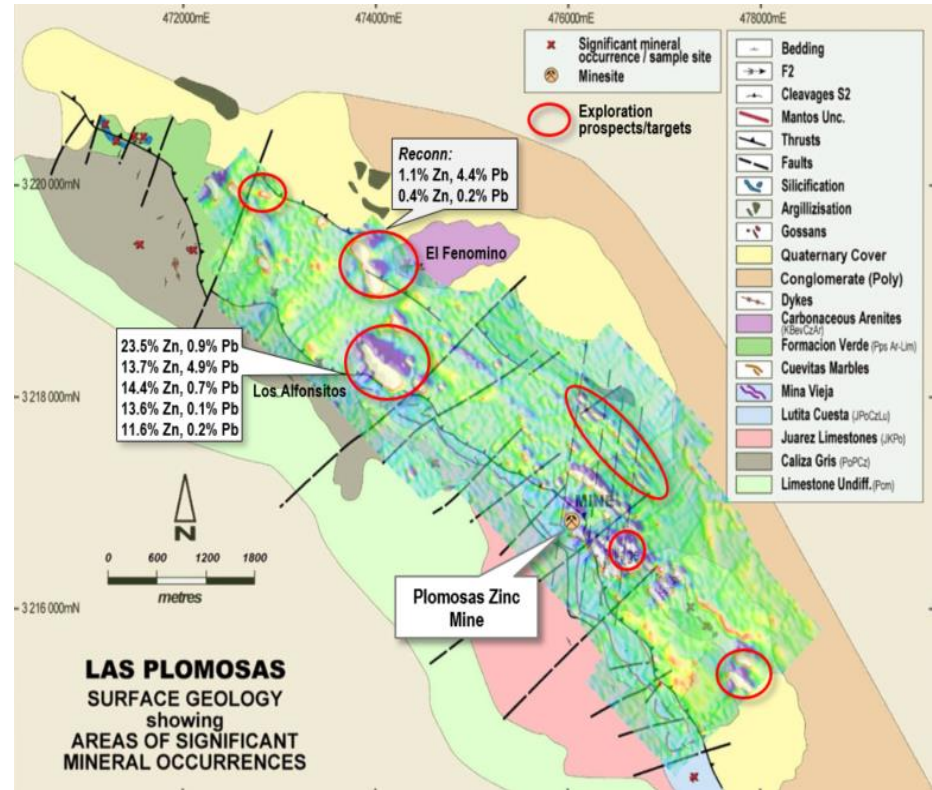 472000mE
474000mE
476000mE
478000mE
3 220 000mN
3 218 000mN
3 216 000mN
Significant mineral
occurrence / sample site
Minesite
Exploration
prospects/targets
Bedding
F2
Cleavages S2
Mantos Unc.
Thrusts
Faults
Silicification
Argillizisation
Gossans
Quaternary Cover
Conglomerate (Poly)
Dykes
Carbonaceous Arenites
(KBevCzAr)
Formacion Verde (Pps Ar-Lim)
Cuevitas Marbles
Mina Vieja
Lutita Cuesta (JPoCzLu)
Juarez Limestones (JKPo)
Caliza Gris (PoPCz)
Limestone Undiff. (Pcm)
Reconn:
1.1% Zn, 4.4% Pb
0.4% Zn, 0.2% Pb
El Fenomino
23.5% Zn, 0.9% Pb
13.7% Zn, 4.9% Pb
14.4% Zn, 0.7% Pb
13.6% Zn, 0.1% Pb
11.6% Zn, 0.2% Pb
Los Alfonsitos
MINE
Plomosas Zinc
Mine
N
0 600 1200 1800
metres
LAS PLOMOSAS
SURFACE GEOLOGY
showing
AREAS OF SIGNIFICANT
MINERAL OCCURRENCES